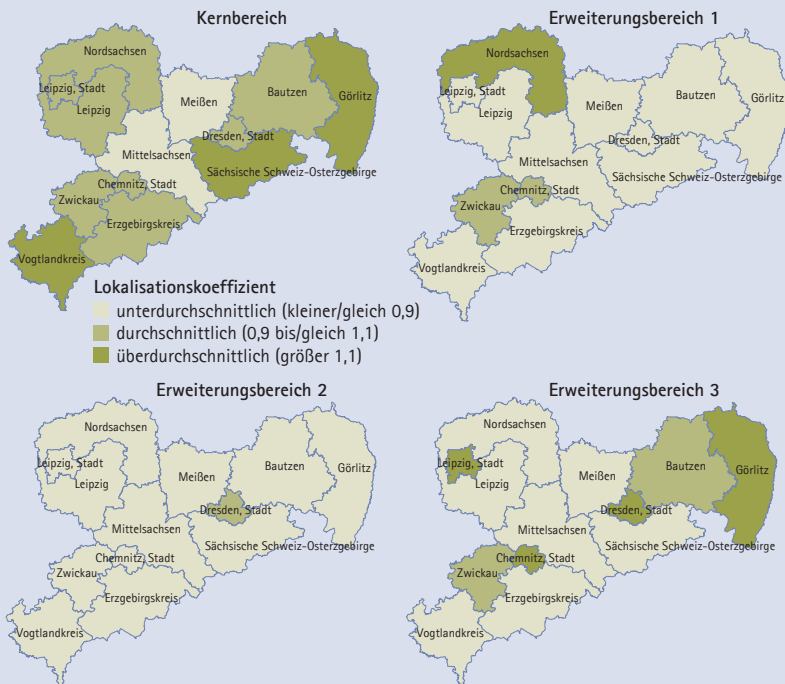 Kernbereich
Nordsachsen
Leipzig, Stadt
Leipzig
Meißen
Bautzen
Görlitz
Dresden, Stadt
Mittelsachsen
Sächsische Schweiz-Osterzgebirge
Chemnitz, Stadt
Zwickau
Erzgebirgskreis
Vogtlandkreis
Erweiterungsbereich 1
Nordsachsen
Leipzig, Stadt
Leipzig
Meißen
Bautzen
Görlitz
Dresden, Stadt
Mittelsachsen
Sächsische Schweiz-Osterzgebirge
Chemnitz, Stadt
Zwickau
Erzgebirgskreis
Vogtlandkreis
Lokalisationskoeffizient
unterdurchschnittlich (kleiner/gleich 0,9)
durchschnittlich (0,9 bis/gleich 1,1)
überdurchschnittlich (größer 1,1)
Erweiterungsbereich 2
Nordsachsen
Leipzig, Stadt
Leipzig
Meißen
Bautzen
Görlitz
Dresden, Stadt
Mittelsachsen
Sächsische Schweiz-Osterzgebirge
Chemnitz, Stadt
Zwickau
Erzgebirgskreis
Vogtlandkreis
Erweiterungsbereich 3
Nordsachsen
Leipzig, Stadt
Leipzig
Meißen
Bautzen
Görlitz
Dresden, Stadt
Mittelsachsen
Sächsische Schweiz-Osterzgebirge
Chemnitz, Stadt
Zwickau
Erzgebirgskreis
Vogtlandkreis